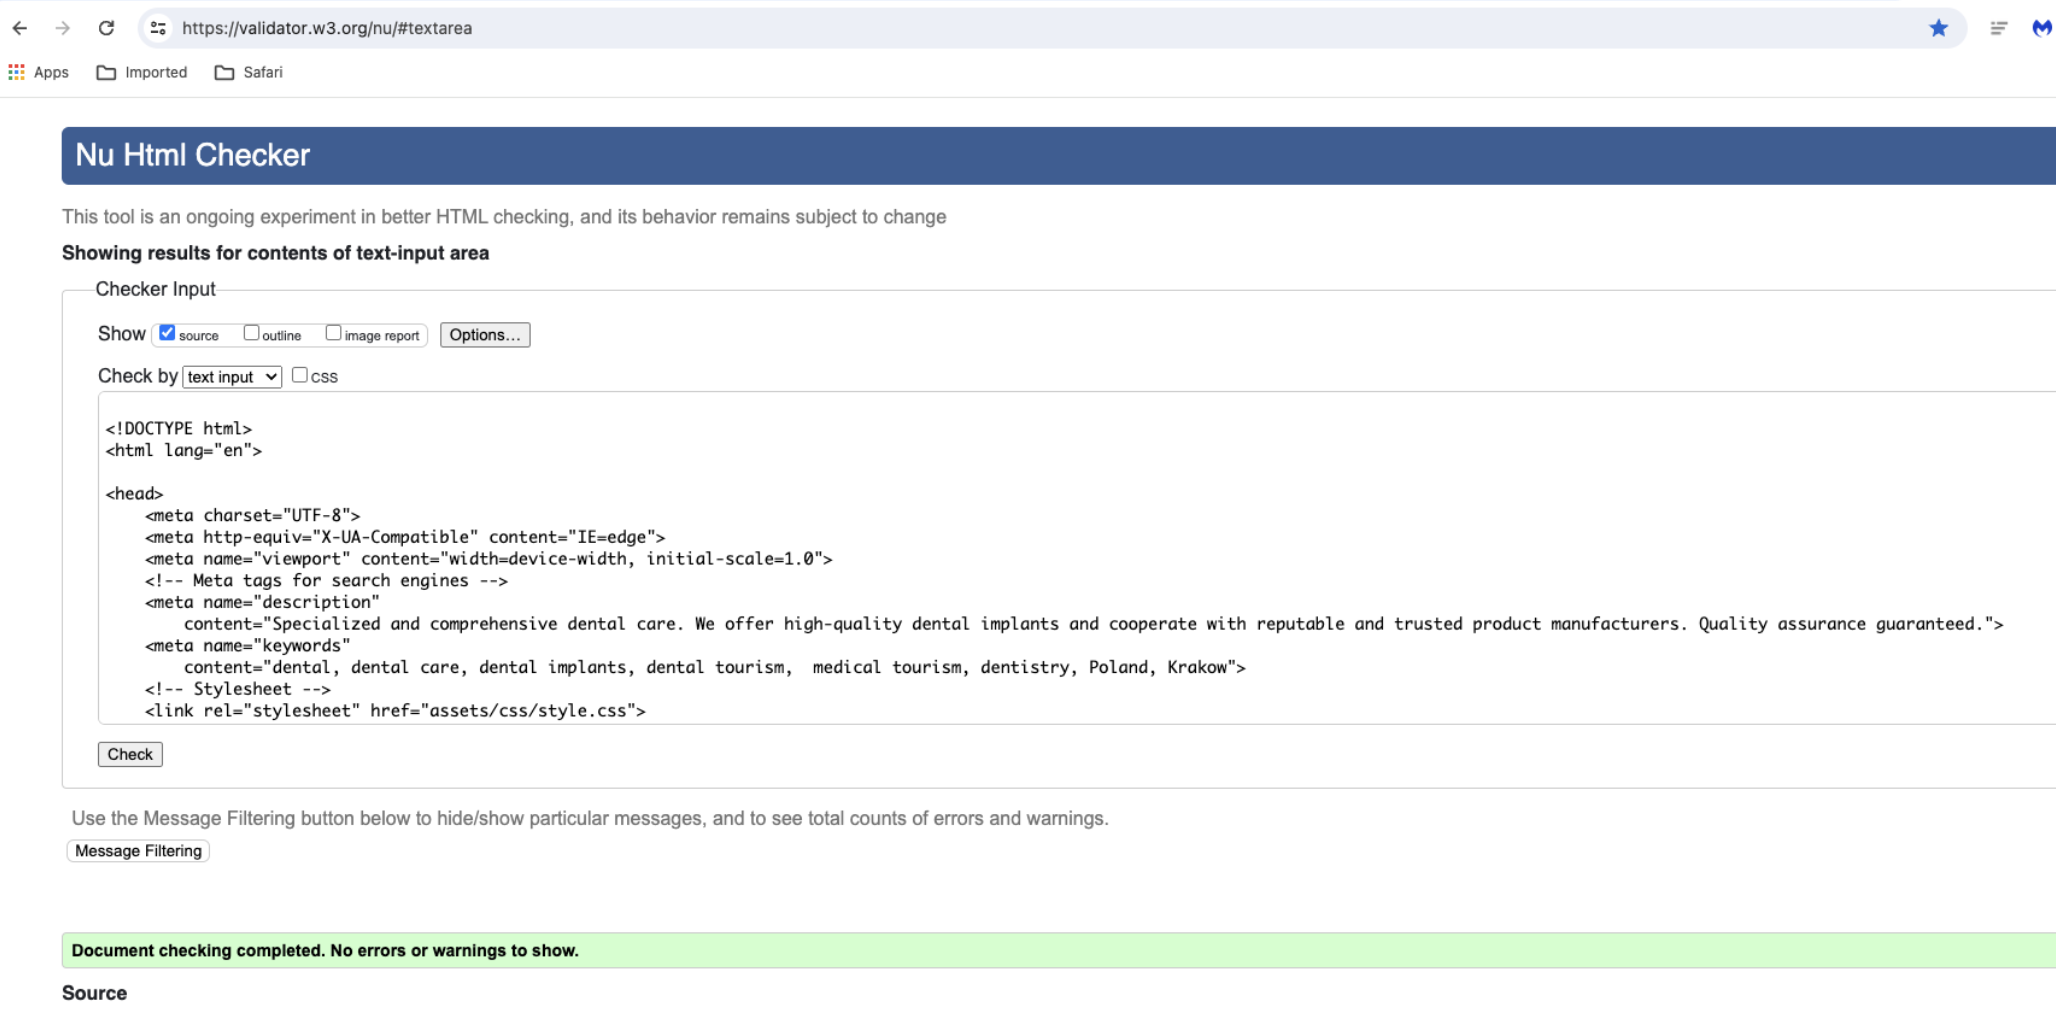 https://validator.w3.org/nu/#textarea
Apps Imported Safari
Nu Html Checker
This tool is an ongoing experiment in better HTML checking, and its behavior remains subject to change
Showing results for contents of text-input area
Checker Input
Show source outline image report Options...
Check by text input css
<!DOCTYPE html>
<html lang="en">
<head>
<meta charset="UTF-8">
<meta http-equiv="X-UA-Compatible" content="IE=edge">
<meta name="viewport" content="width=device-width, initial-scale=1.0">
<!-- Meta tags for search engines -->
<meta name="description"
content="Specialized and comprehensive dental care. We offer high-quality dental implants and cooperate with reputable and trusted product manufacturers. Quality assurance guaranteed.">
<meta name="keywords"
content="dental, dental care, dental implants, dental tourism,  medical tourism, dentistry, Poland, Krakow">
<!-- Stylesheet -->
<link rel="stylesheet" href="assets/css/style.css">
Check
Use the Message Filtering button below to hide/show particular messages, and to see total counts of errors and warnings.
Message Filtering
Document checking completed. No errors or warnings to show.
Source